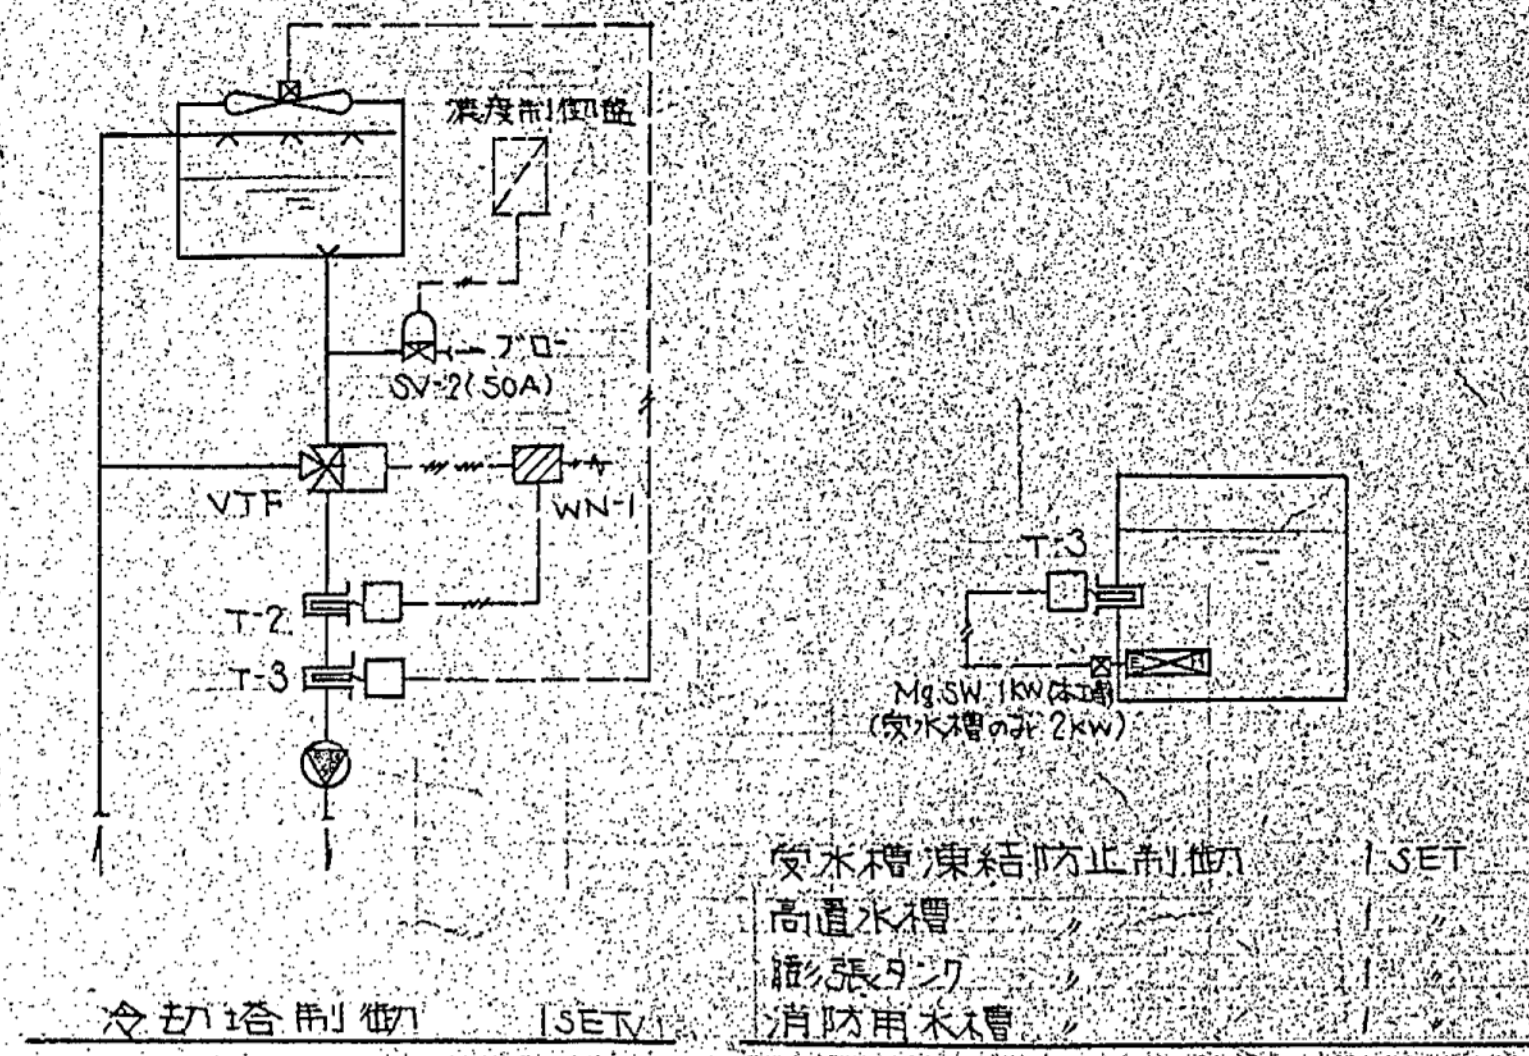 濃度制御盤
ブロー
SV-2(50A)
VTF
WN-1
T-2
T-3
T-3
Mg.SW 1KW
(受水槽のみ 2KW)
受水槽凍結防止制御 1 SET
高置水槽 〃 1 〃
膨張タンク 〃 1 〃
消防用水槽 〃 1 〃
冷却塔制御 1SET